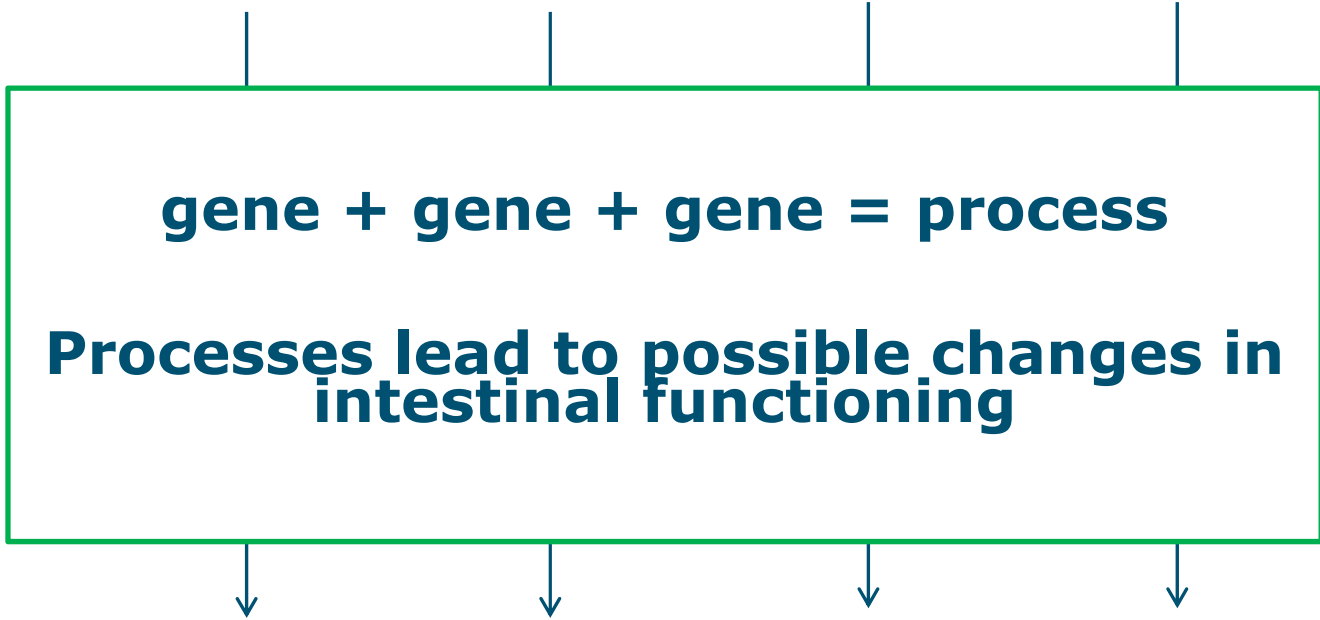 gene + gene + gene = process
Processes lead to possible changes in
intestinal functioning